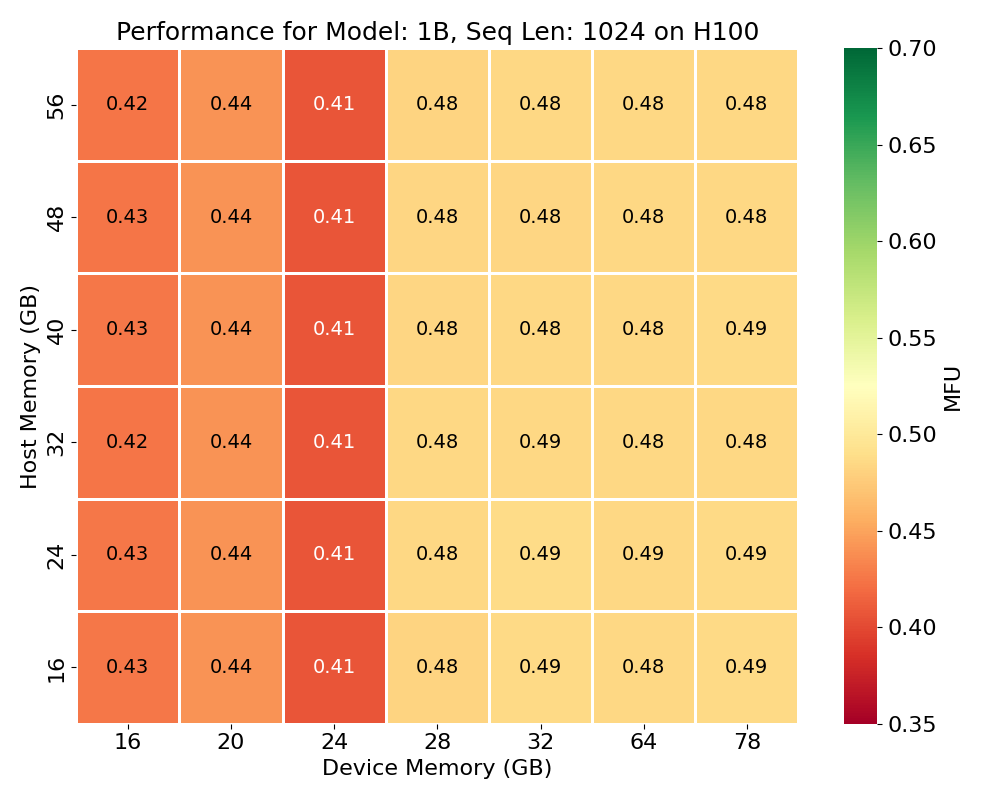 Performance for Model: 1B, Seq Len: 1024 on H100
56 0.42 0.44 0.41 0.48 0.48 0.48 0.48
48 0.43 0.44 0.41 0.48 0.48 0.48 0.48
40 0.43 0.44 0.41 0.48 0.48 0.48 0.49
32 0.42 0.44 0.41 0.48 0.49 0.48 0.48
24 0.43 0.44 0.41 0.48 0.49 0.49 0.49
16 0.43 0.44 0.41 0.48 0.49 0.48 0.49
Host Memory (GB)
16 20 24 28 32 64 78
Device Memory (GB)
0.70
0.65
0.60
0.55
0.50
0.45
0.40
0.35
MFU